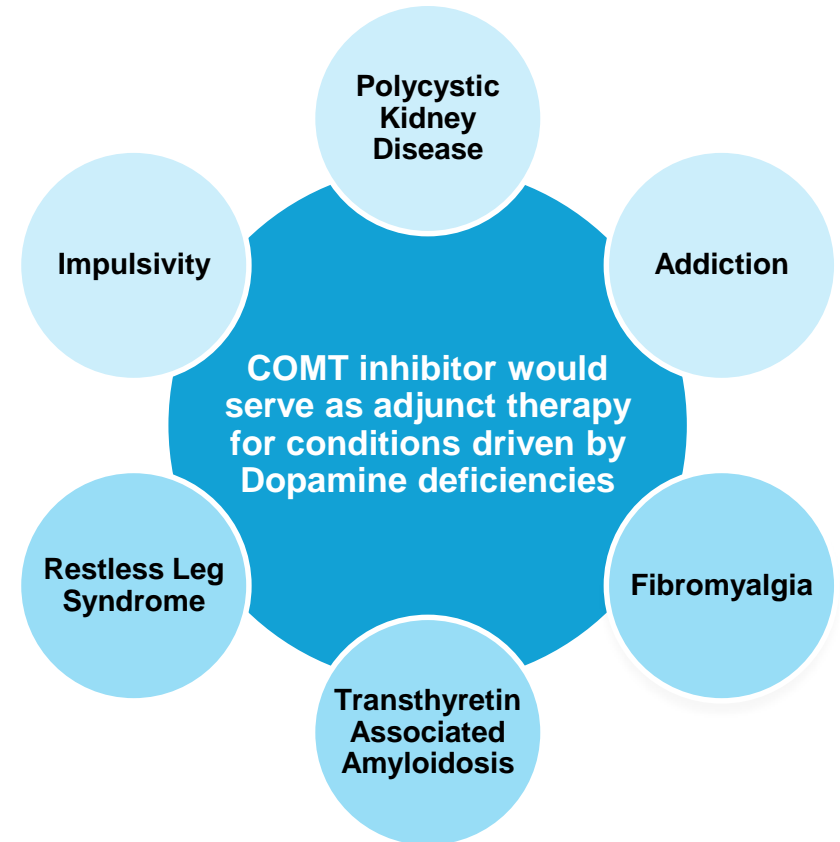 Polycystic
Kidney
Disease
Impulsivity
Addiction
COMT inhibitor would
serve as adjunct therapy
for conditions driven by
Dopamine deficiencies
Restless Leg
Syndrome
Fibromyalgia
Transthyretin
Associated
Amyloidosis